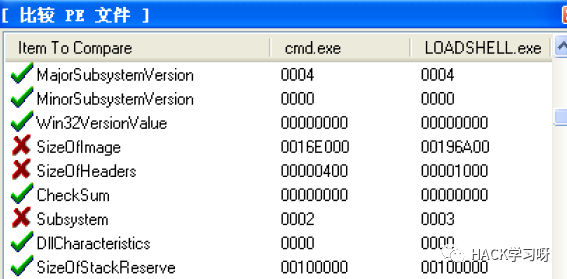 [ 比较 PE 文件 ]
Item To Compare cmd.exe LOADSHELL.exe
MajorSubsystemVersion 0004 0004
MinorSubsystemVersion 0000 0000
Win32VersionValue 00000000 00000000
SizeOfImage 0016E000 00196A00
SizeOfHeaders 00000400 00001000
CheckSum 00000000 00000000
Subsystem 0002 0003
DllCharacteristics 0000 0000
SizeOfStackReserve 00100000 00100000
HACK学习呀